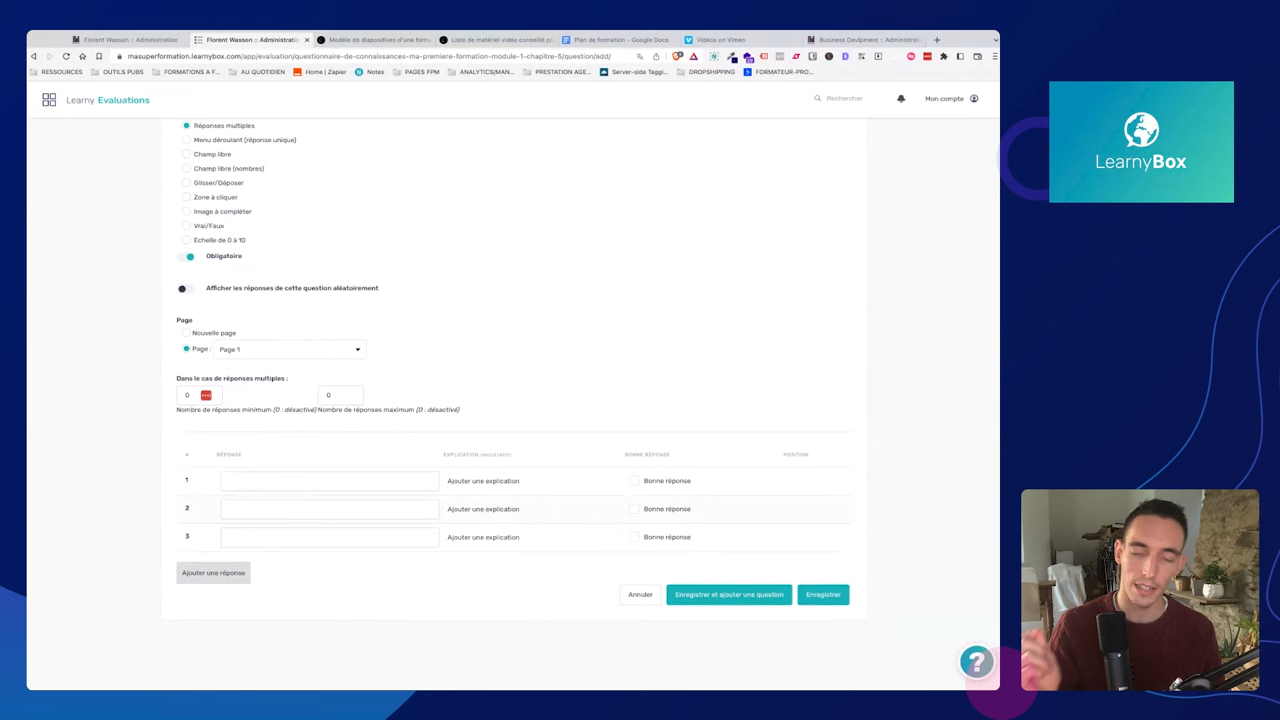 Florent Wasson :: Administration
Florent Wasson :: Administra
Modèle de diapositives d'une form
Liste de matériel vidéo conseillé p
Plan de formation - Google Docs
Videos on Vimeo
Business Devlpment :: Administra
masuperformation.learnybox.com/app/evaluation/questionnaire-de-connaissances-ma-premiere-formation-module-1-chapitre-5/question/add/
RESSOURCES
OUTILS PUBS
FORMATIONS A F...
AU QUOTIDIEN
Home | Zapier
Notes
PAGES FPM
ANALYTICS/MAN...
PRESTATION AGE...
Server-side Taggi...
DROPSHIPPING
FORMATEUR-PRO...
Learny Evaluations
Rechercher
Mon compte
LearnyBox
Réponses multiples
Menu déroulant (réponse unique)
Champ libre
Champ libre (nombres)
Glisser/Déposer
Zone à cliquer
Image à compléter
Vrai/Faux
Echelle de 0 à 10
Obligatoire
Afficher les réponses de cette question aléatoirement
Page
Nouvelle page
Page : Page 1
Dans le cas de réponses multiples :
0 0
Nombre de réponses minimum (0 : désactivé) Nombre de réponses maximum (0 : désactivé)
# RÉPONSE EXPLICATION (FACULTATIF) BONNE RÉPONSE POSITION
1 Ajouter une explication Bonne réponse
2 Ajouter une explication Bonne réponse
3 Ajouter une explication Bonne réponse
Ajouter une réponse
Annuler Enregistrer et ajouter une question Enregistrer
?